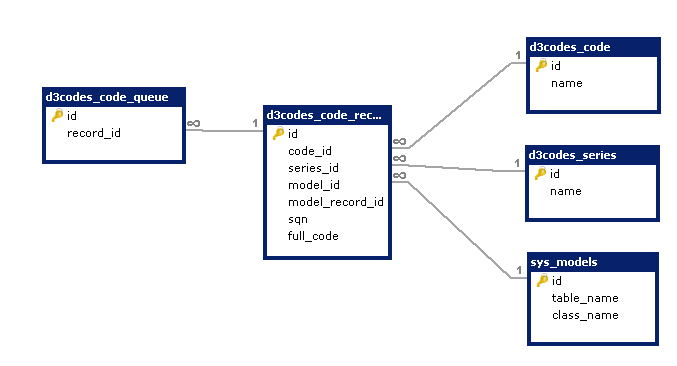 d3codes_code_queue
id
record_id
∞
1
d3codes_code_rec...
id
code_id
series_id
model_id
model_record_id
sqn
full_code
∞
∞
∞
1
d3codes_code
id
name
1
d3codes_series
id
name
1
sys_models
id
table_name
class_name